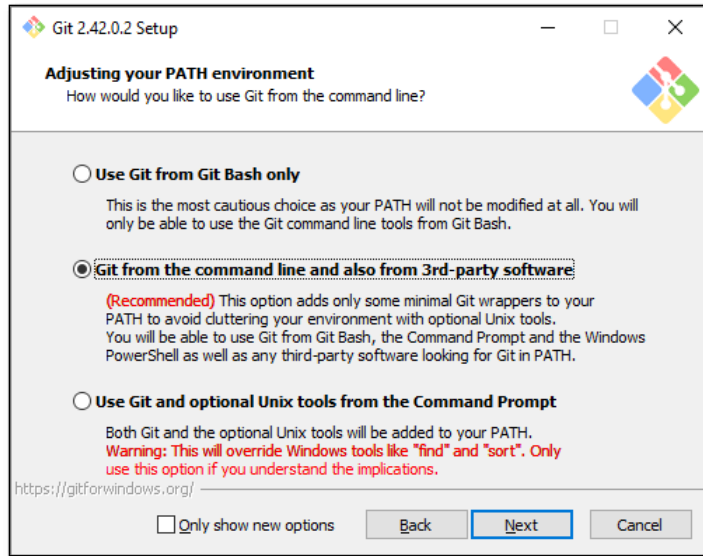 Git 2.42.0.2 Setup
Adjusting your PATH environment
How would you like to use Git from the command line?
Use Git from Git Bash only
This is the most cautious choice as your PATH will not be modified at all. You will
only be able to use the Git command line tools from Git Bash.
Git from the command line and also from 3rd-party software
(Recommended) This option adds only some minimal Git wrappers to your
PATH to avoid cluttering your environment with optional Unix tools.
You will be able to use Git from Git Bash, the Command Prompt and the Windows
PowerShell as well as any third-party software looking for Git in PATH.
Use Git and optional Unix tools from the Command Prompt
Both Git and the optional Unix tools will be added to your PATH.
Warning: This will override Windows tools like "find" and "sort". Only
use this option if you understand the implications.
https://gitforwindows.org/
Only show new options
Back
Next
Cancel